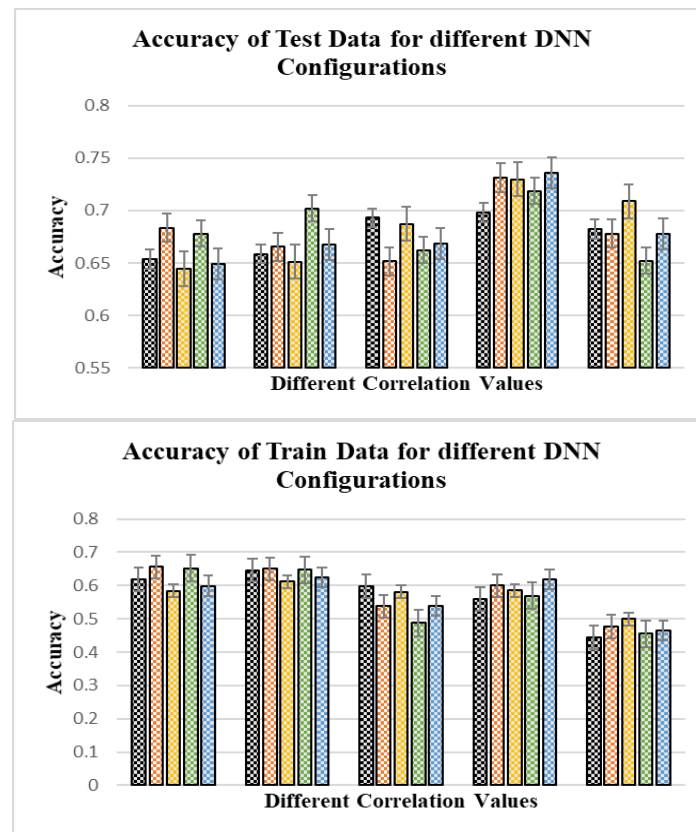 Accuracy of Test Data for different DNN
Configurations
0.8
0.75
0.7
0.65
0.6
0.55
Accuracy
Different Correlation Values
Accuracy of Train Data for different DNN
Configurations
0.8
0.7
0.6
0.5
0.4
0.3
0.2
0.1
0
Accuracy
Different Correlation Values